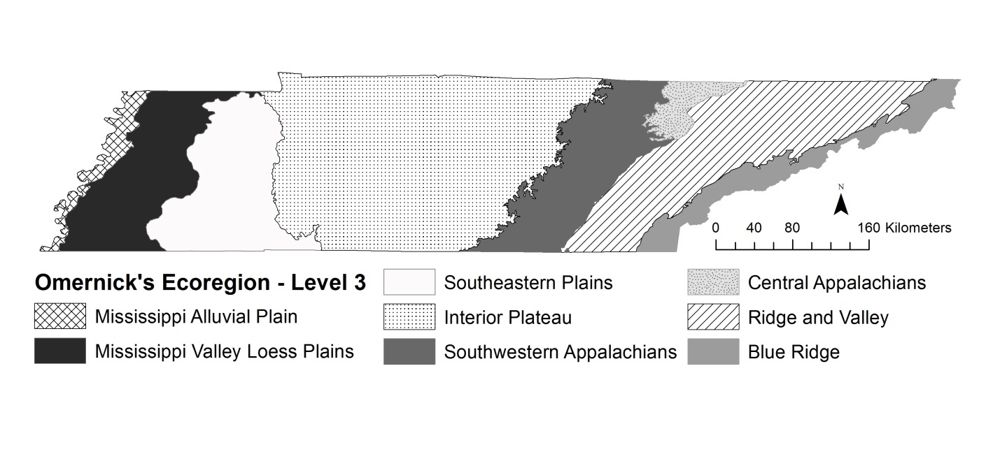 N
0 40 80 160 Kilometers
Omernick's Ecoregion - Level 3
Mississippi Alluvial Plain
Mississippi Valley Loess Plains
Southeastern Plains
Interior Plateau
Southwestern Appalachians
Central Appalachians
Ridge and Valley
Blue Ridge